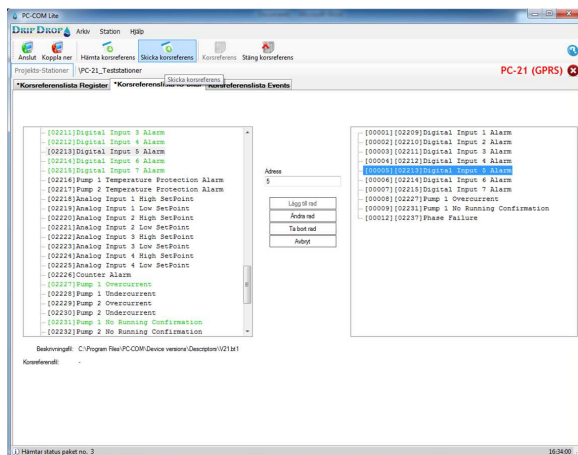 PC-COM Lite
DRIP DROP Arkiv Station Hjälp
Anslut Koppla ner Hämta korsreferens Skicka korsreferens Korsreferens Stäng korsreferens
Projekts-Stationer \PC-21_Teststationer PC-21 (GPRS)
Skicka korsreferens
*Korsreferenslista Register *Korsreferenslista Korsreferenslista Events
[02211]Digital Input 3 Alarm
[02212]Digital Input 4 Alarm
[02213]Digital Input 5 Alarm
[02214]Digital Input 6 Alarm
[02215]Digital Input 7 Alarm
[02216]Pump 1 Temperature Protection Alarm
[02217]Pump 2 Temperature Protection Alarm
[02218]Analog Input 1 High SetPoint
[02219]Analog Input 1 Low SetPoint
[02220]Analog Input 2 High SetPoint
[02221]Analog Input 2 Low SetPoint
[02222]Analog Input 3 High SetPoint
[02223]Analog Input 3 Low SetPoint
[02224]Analog Input 4 High SetPoint
[02225]Analog Input 4 Low SetPoint
[02226]Counter Alarm
[02227]Pump 1 Overcurrent
[02228]Pump 1 Undercurrent
[02229]Pump 2 Overcurrent
[02230]Pump 2 Undercurrent
[02231]Pump 1 No Running Confirmation
[02232]Pump 2 No Running Confirmation
Adress
5
Lägg till rad
Ändra rad
Ta bort rad
Avbryt
[00001][02209]Digital Input 1 Alarm
[00002][02210]Digital Input 2 Alarm
[00003][02211]Digital Input 3 Alarm
[00004][02212]Digital Input 4 Alarm
[00005][02213]Digital Input 5 Alarm
[00006][02214]Digital Input 6 Alarm
[00007][02215]Digital Input 7 Alarm
[00008][02227]Pump 1 Overcurrent
[00009][02231]Pump 1 No Running Confirmation
[00012][02237]Phase Failure
Beskrivningsfil: C:\Program Files\PC-COM\Device versions\Descriptors\V21.bt1
Korsreferensfil: -
Hämtar status paket no. 3 16:34:00